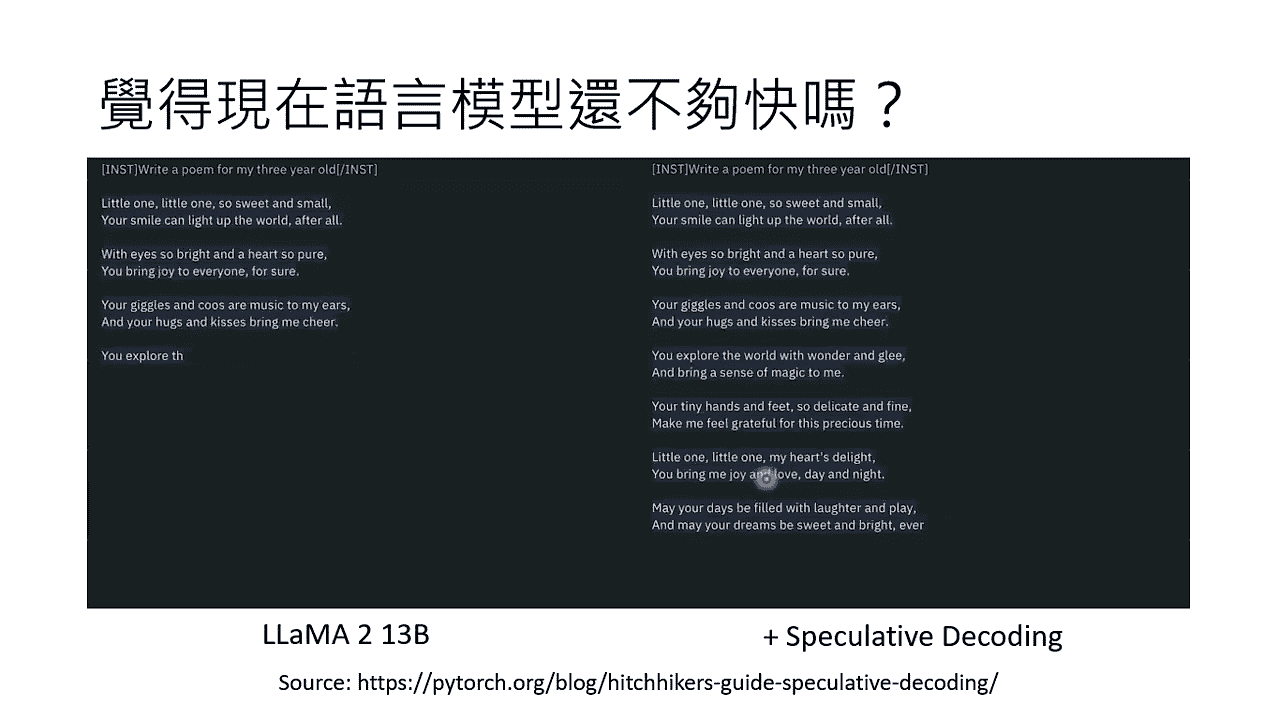 覺得現在語言模型還不夠快嗎？
[INST]Write a poem for my three year old[/INST]
Little one, little one, so sweet and small,
Your smile can light up the world, after all.
With eyes so bright and a heart so pure,
You bring joy to everyone, for sure.
Your giggles and coos are music to my ears,
And your hugs and kisses bring me cheer.
You explore th
[INST]Write a poem for my three year old[/INST]
Little one, little one, so sweet and small,
Your smile can light up the world, after all.
With eyes so bright and a heart so pure,
You bring joy to everyone, for sure.
Your giggles and coos are music to my ears,
And your hugs and kisses bring me cheer.
You explore the world with wonder and glee,
And bring a sense of magic to me.
Your tiny hands and feet, so delicate and fine,
Make me feel grateful for this precious time.
Little one, little one, my heart's delight,
You bring me joy and love, day and night.
May your days be filled with laughter and play,
And may your dreams be sweet and bright, ever
LLaMA 2 13B
+ Speculative Decoding
Source: https://pytorch.org/blog/hitchhikers-guide-speculative-decoding/